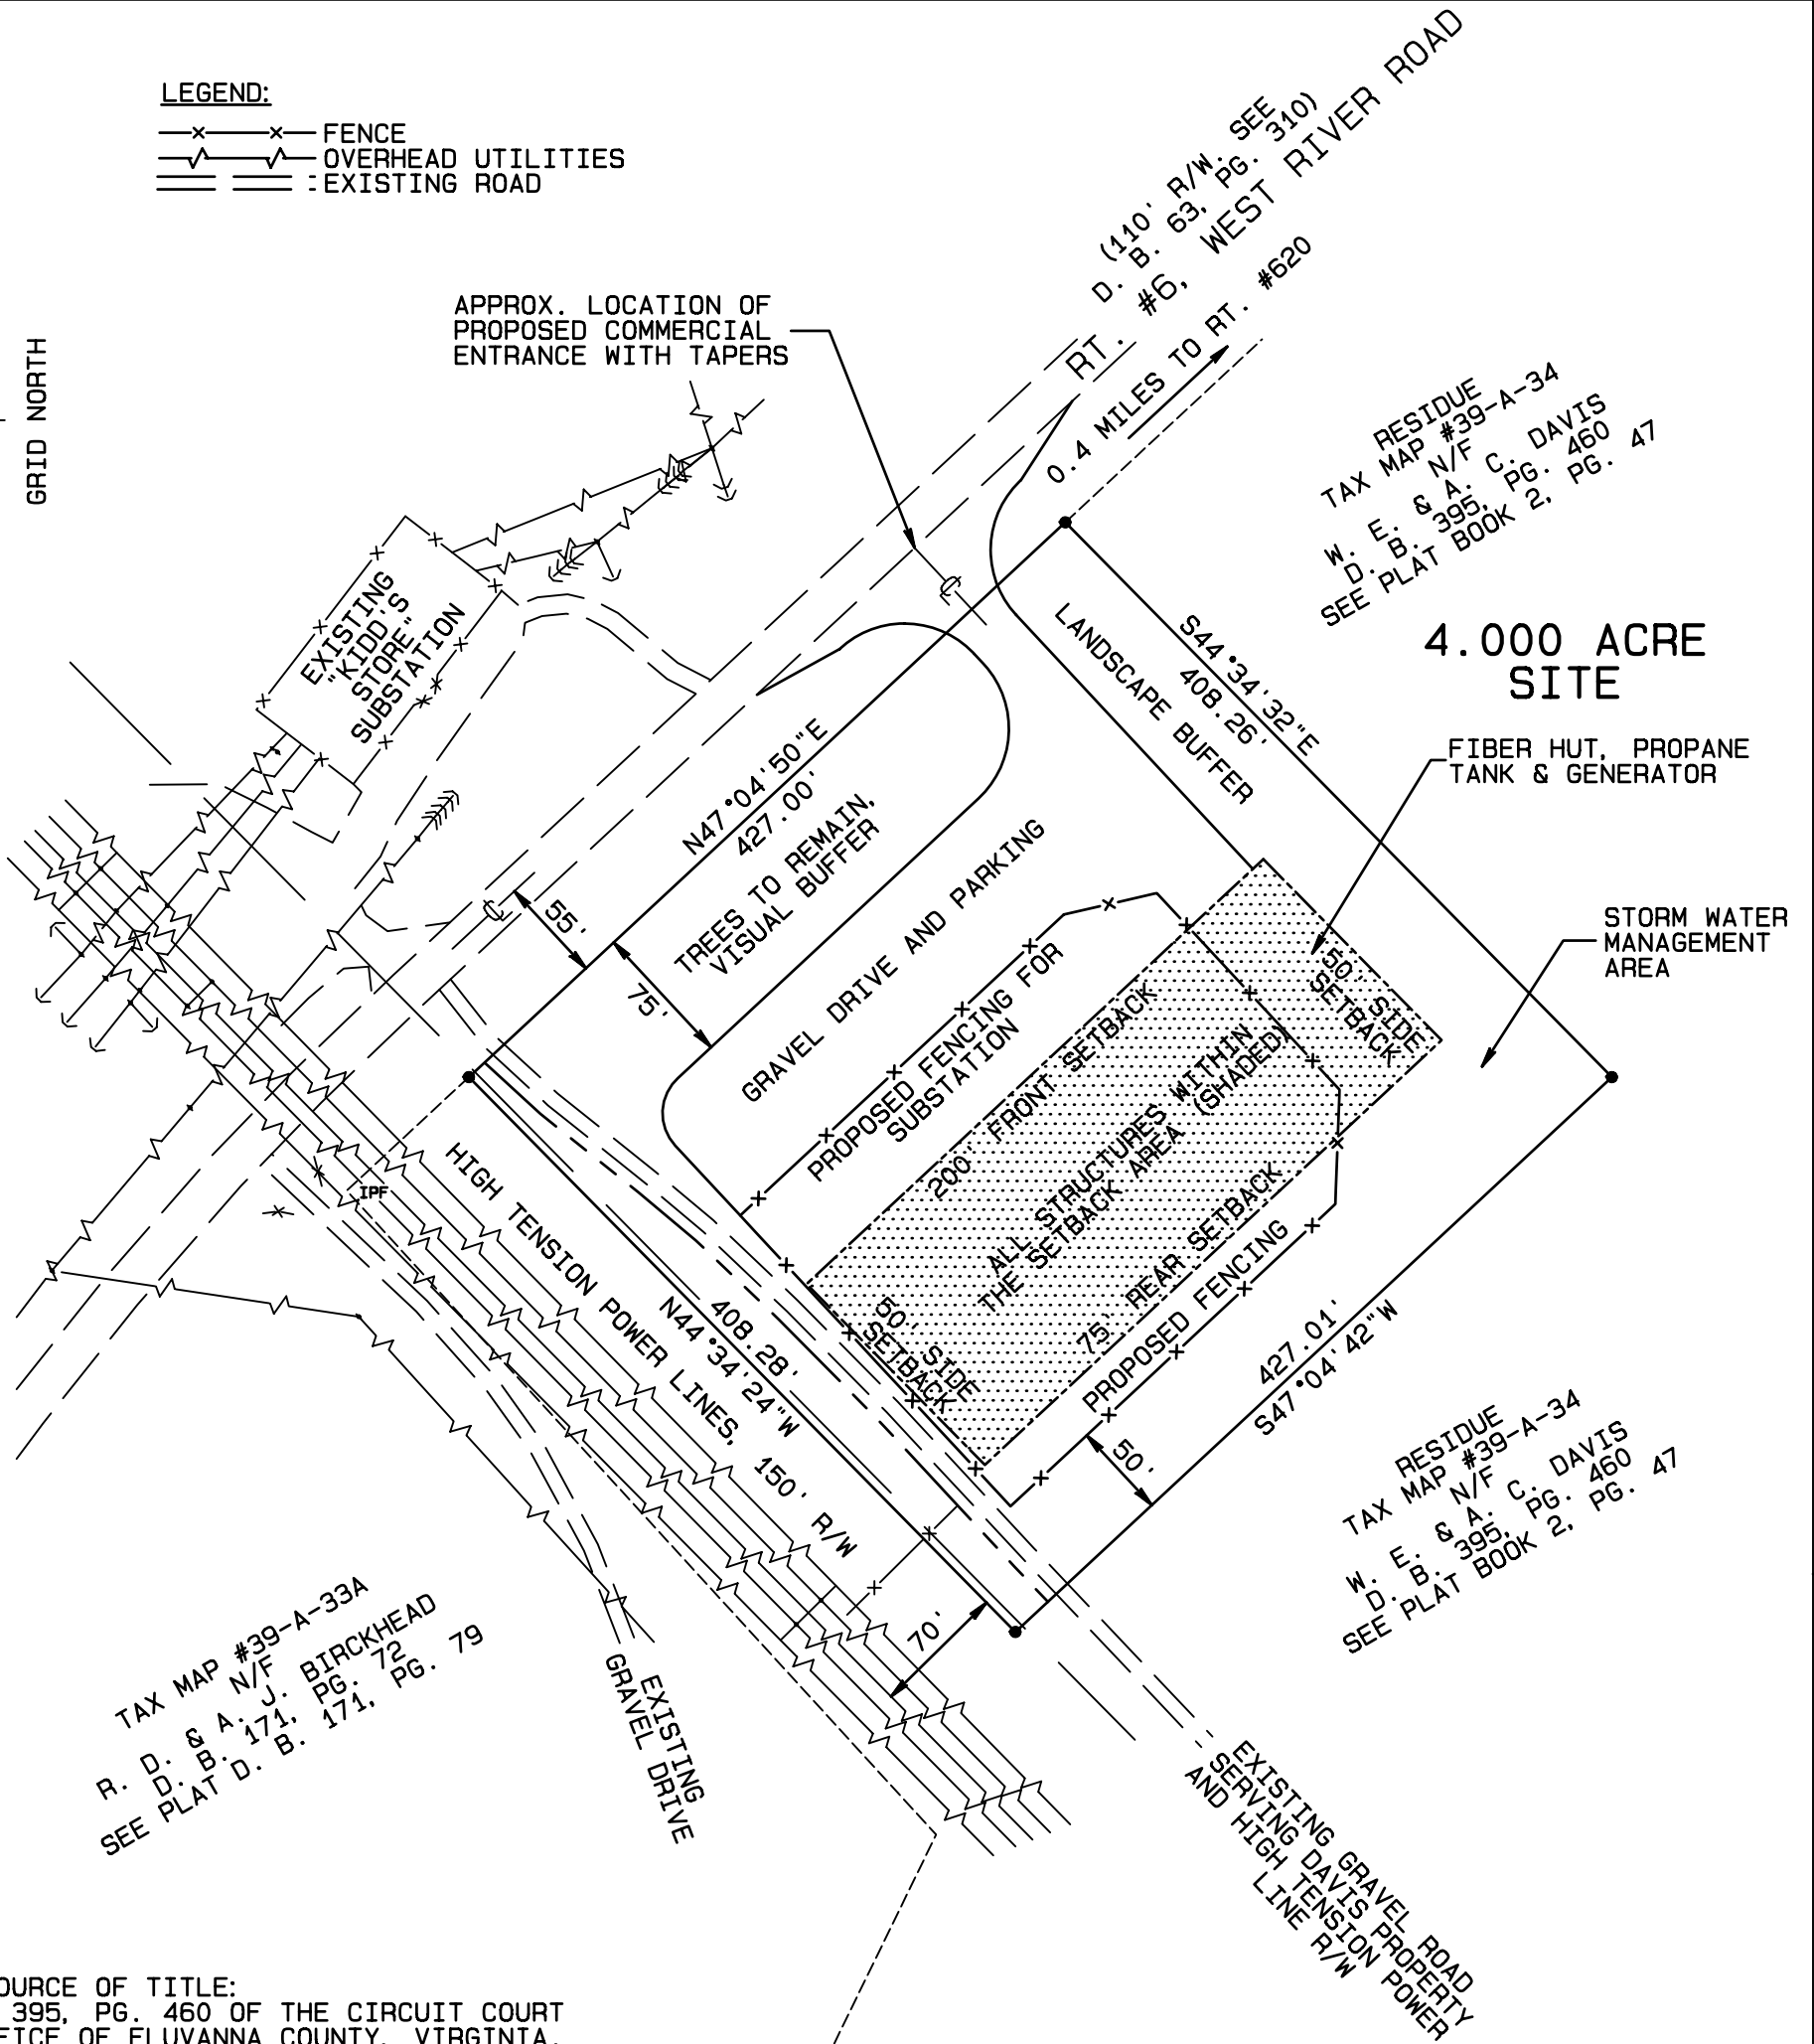 LEGEND:
FENCE
OVERHEAD UTILITIES
EXISTING ROAD
GRID NORTH
APPROX. LOCATION OF
PROPOSED COMMERCIAL
ENTRANCE WITH TAPERS
(110' R/W. SEE
D. B. 63, PG. 310)
RT. #6, WEST RIVER ROAD
0.4 MILES TO RT. #620
RESIDUE
TAX MAP #39-A-34
N/F
W. E. & A. C. DAVIS
D. B. 395, PG. 460
SEE PLAT BOOK 2, PG. 47
4.000 ACRE
SITE
EXISTING
"KIDD'S
STORE"
SUBSTATION
LANDSCAPE BUFFER
S44°34'32"E
408.26'
FIBER HUT, PROPANE
TANK & GENERATOR
STORM WATER
MANAGEMENT
AREA
N47°04'50"E
427.00'
TREES TO REMAIN,
VISUAL BUFFER
55'
75'
GRAVEL DRIVE AND PARKING
PROPOSED FENCING FOR
SUBSTATION
200' FRONT SETBACK
50' SIDE
SETBACK
ALL STRUCTURES WITHIN
THE SETBACK AREA (SHADED)
75' REAR SETBACK
PROPOSED FENCING
50' SIDE
SETBACK
IPF
HIGH TENSION POWER LINES, 150' R/W
408.28'
N44°34'24"W
427.01'
S47°04'42"W
50'
70'
RESIDUE
TAX MAP #39-A-34
N/F
W. E. & A. C. DAVIS
D. B. 395, PG. 460
SEE PLAT BOOK 2, PG. 47
TAX MAP #39-A-33A
N/F
R. D. & A. J. BIRCKHEAD
D. B. 171, PG. 72
SEE PLAT D. B. 171, PG. 79
EXISTING
GRAVEL DRIVE
EXISTING GRAVEL ROAD
SERVING DAVIS PROPERTY
AND HIGH TENSION POWER
LINE R/W
OURCE OF TITLE:
395, PG. 460 OF THE CIRCUIT COURT
FICE OF FLUVANNA COUNTY, VIRGINIA.